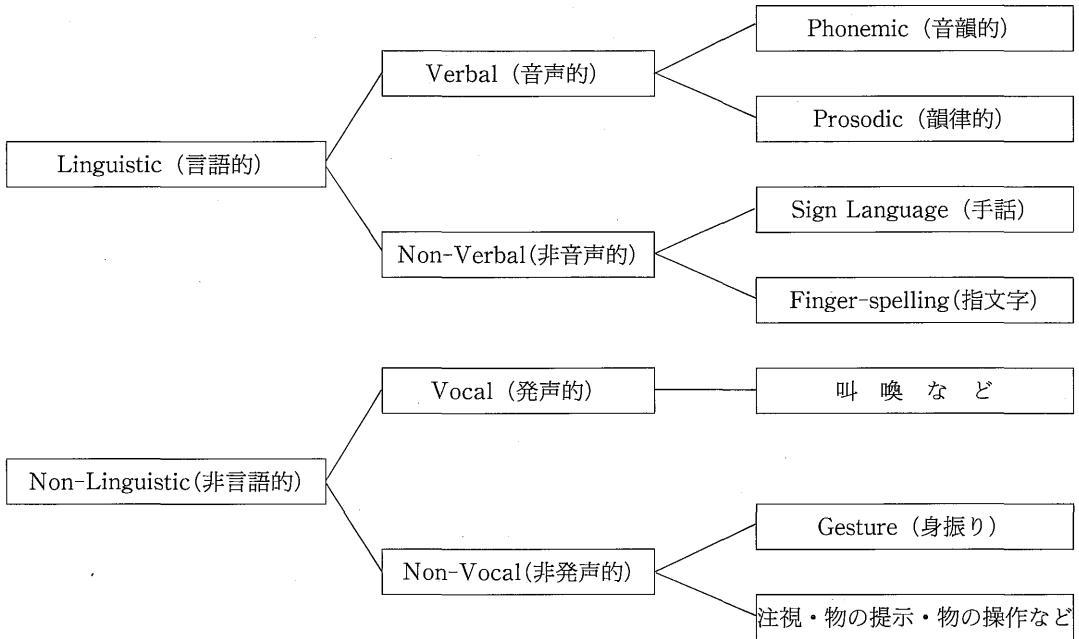 Phonemic（音韻的）
Verbal（音声的）
Prosodic（韻律的）
Linguistic（言語的）
Sign Language（手話）
Non-Verbal（非音声的）
Finger-spelling（指文字）
Vocal（発声的）
叫喚など
Non-Linguistic（非言語的）
Gesture（身振り）
Non-Vocal（非発声的）
注視・物の提示・物の操作など